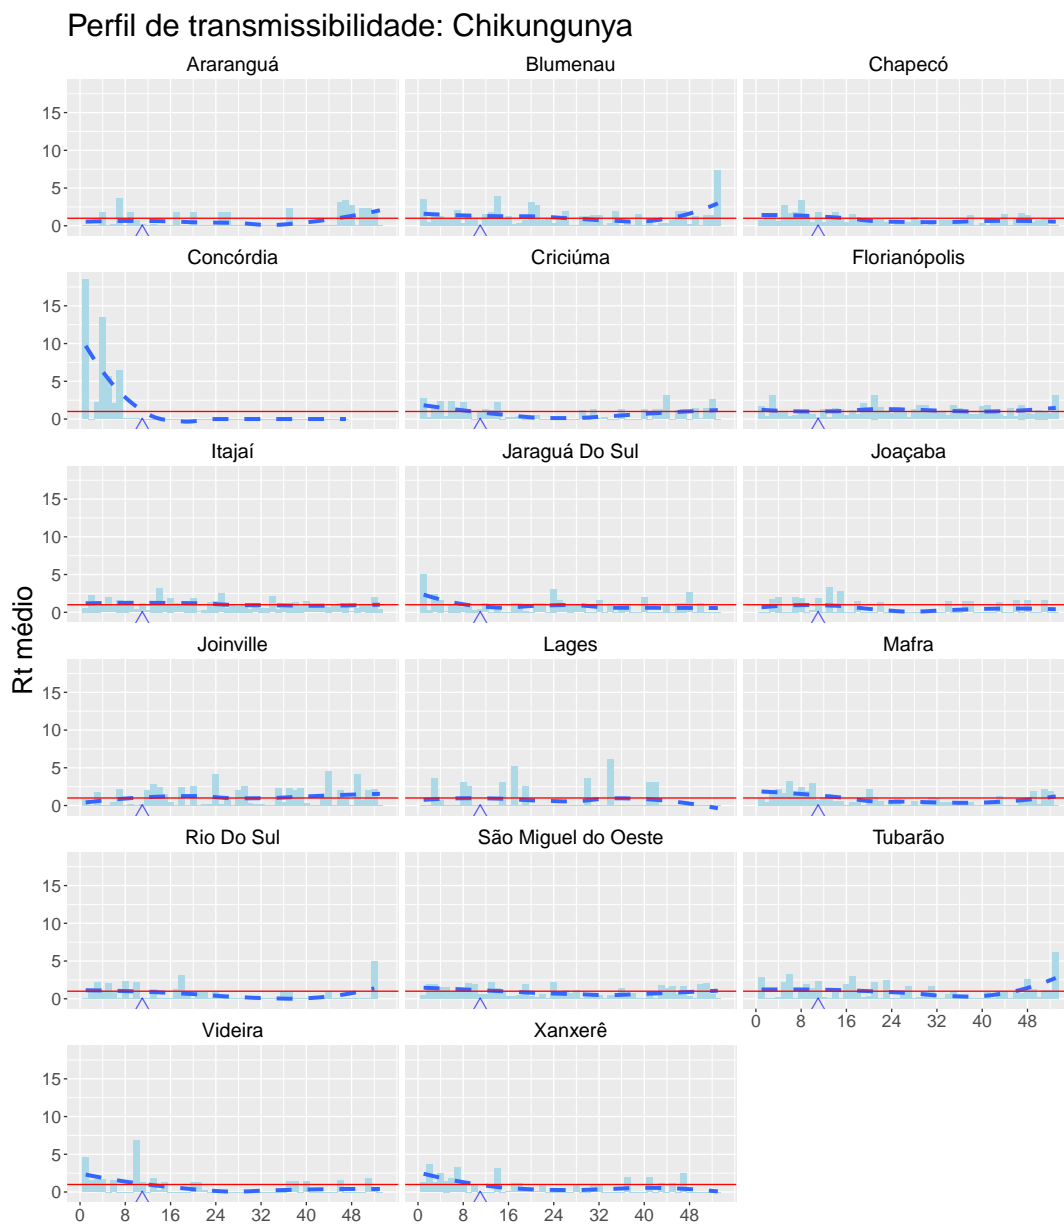 Perfil de transmissibilidade: Chikungunya
Araranguá Blumenau Chapecó
15
10
5
0
Concórdia Criciúma Florianópolis
15
10
5
0
Itajaí Jaraguá Do Sul Joaçaba
15
10
5
0
Rt médio
Joinville Lages Mafra
15
10
5
0
Rio Do Sul São Miguel do Oeste Tubarão
15
10
5
0
0 8 16 24 32 40 48
Videira Xanxerê
15
10
5
0
0 8 16 24 32 40 48 0 8 16 24 32 40 48